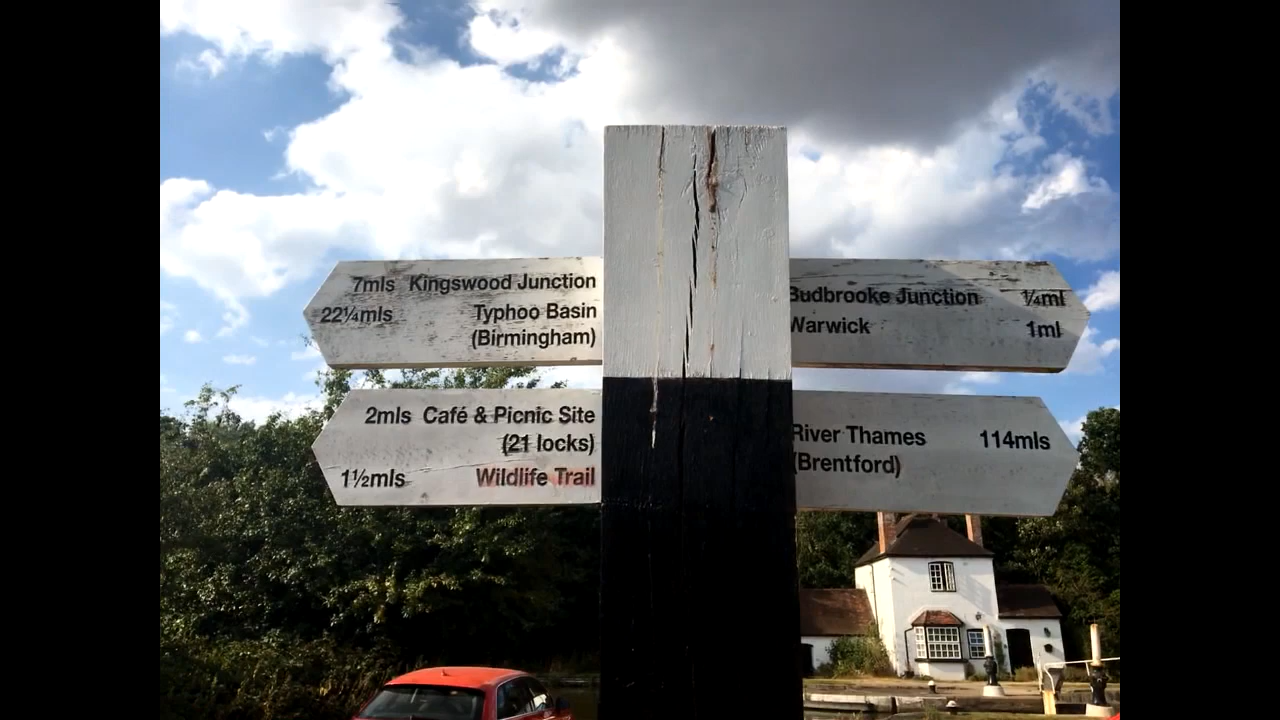 7mls Kingswood Junction
22¼mls Typhoo Basin
(Birmingham)
2mls Café & Picnic Site
(21 locks)
1½mls Wildlife Trail
Budbrooke Junction ¼ml
Warwick 1ml
River Thames 114mls
(Brentford)